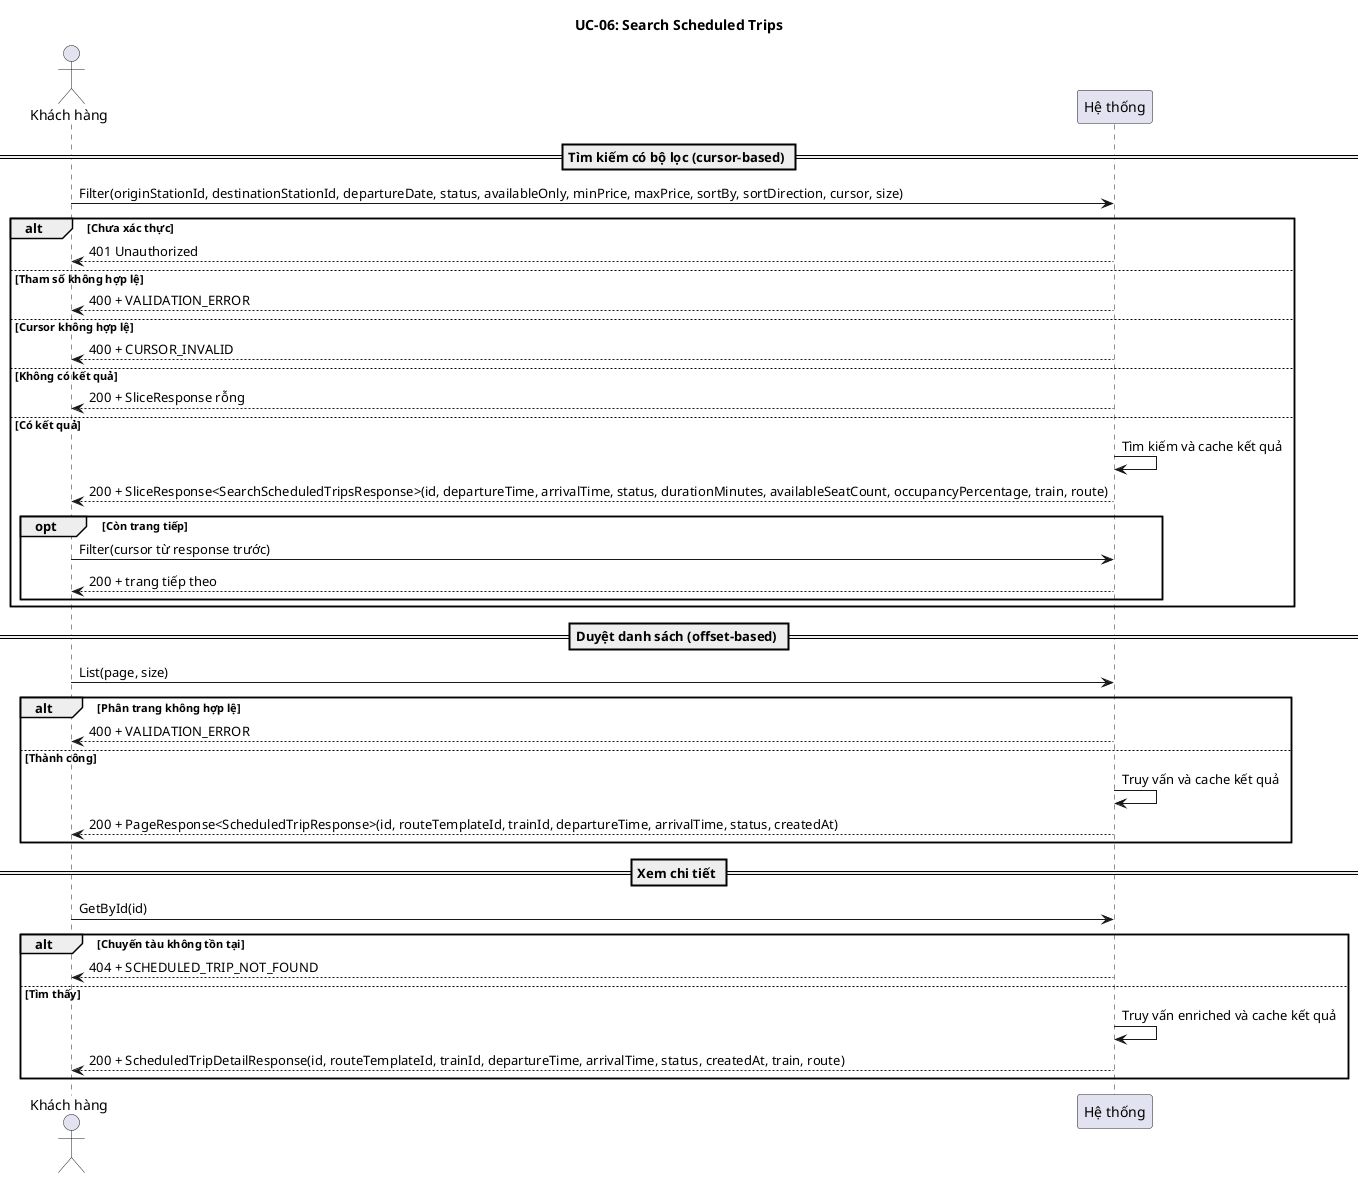 UC-06: Search Scheduled Trips
Khách hàng
Hệ thống
Tìm kiếm có bộ lọc (cursor-based)
Filter(originStationId, destinationStationId, departureDate, status, availableOnly, minPrice, maxPrice, sortBy, sortDirection, cursor, size)
alt [Chưa xác thực]
401 Unauthorized
[Tham số không hợp lệ]
400 + VALIDATION_ERROR
[Cursor không hợp lệ]
400 + CURSOR_INVALID
[Không có kết quả]
200 + SliceResponse rỗng
[Có kết quả]
Tìm kiếm và cache kết quả
200 + SliceResponse<SearchScheduledTripsResponse>(id, departureTime, arrivalTime, status, durationMinutes, availableSeatCount, occupancyPercentage, train, route)
opt [Còn trang tiếp]
Filter(cursor từ response trước)
200 + trang tiếp theo
Duyệt danh sách (offset-based)
List(page, size)
alt [Phân trang không hợp lệ]
400 + VALIDATION_ERROR
[Thành công]
Truy vấn và cache kết quả
200 + PageResponse<ScheduledTripResponse>(id, routeTemplateId, trainId, departureTime, arrivalTime, status, createdAt)
Xem chi tiết
GetById(id)
alt [Chuyến tàu không tồn tại]
404 + SCHEDULED_TRIP_NOT_FOUND
[Tìm thấy]
Truy vấn enriched và cache kết quả
200 + ScheduledTripDetailResponse(id, routeTemplateId, trainId, departureTime, arrivalTime, status, createdAt, train, route)
Khách hàng
Hệ thống